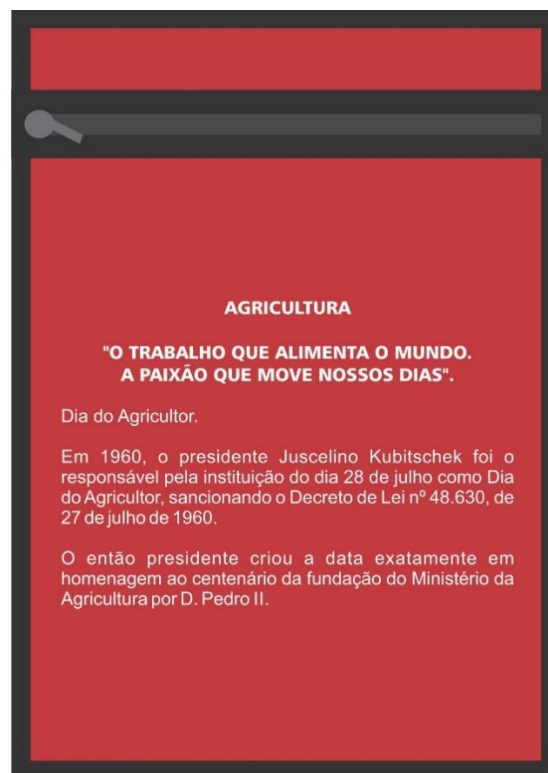 AGRICULTURA
"O TRABALHO QUE ALIMENTA O MUNDO.
A PAIXÃO QUE MOVE NOSSOS DIAS".
Dia do Agricultor.
Em 1960, o presidente Juscelino Kubitschek foi o
responsável pela instituição do dia 28 de julho como Dia
do Agricultor, sancionando o Decreto de Lei nº 48.630, de
27 de julho de 1960.
O então presidente criou a data exatamente em
homenagem ao centenário da fundação do Ministério da
Agricultura por D. Pedro II.